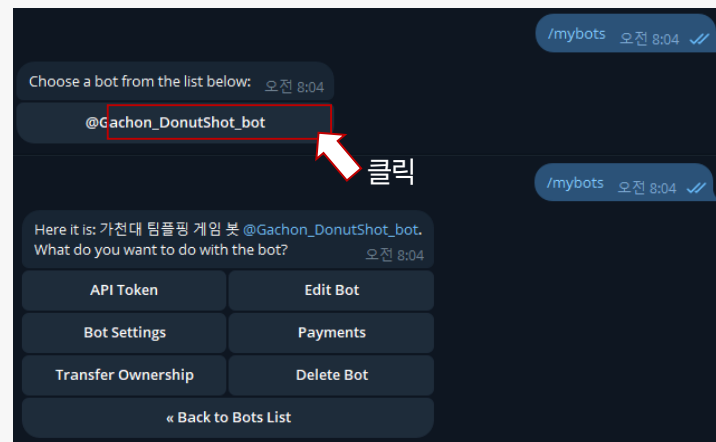 /mybots 오전 8:04
Choose a bot from the list below: 오전 8:04
@Gachon_DonutShot_bot
클릭
/mybots 오전 8:04
Here it is: 가천대 팀플핑 게임 봇 @Gachon_DonutShot_bot.
What do you want to do with the bot? 오전 8:04
API Token
Edit Bot
Bot Settings
Payments
Transfer Ownership
Delete Bot
« Back to Bots List